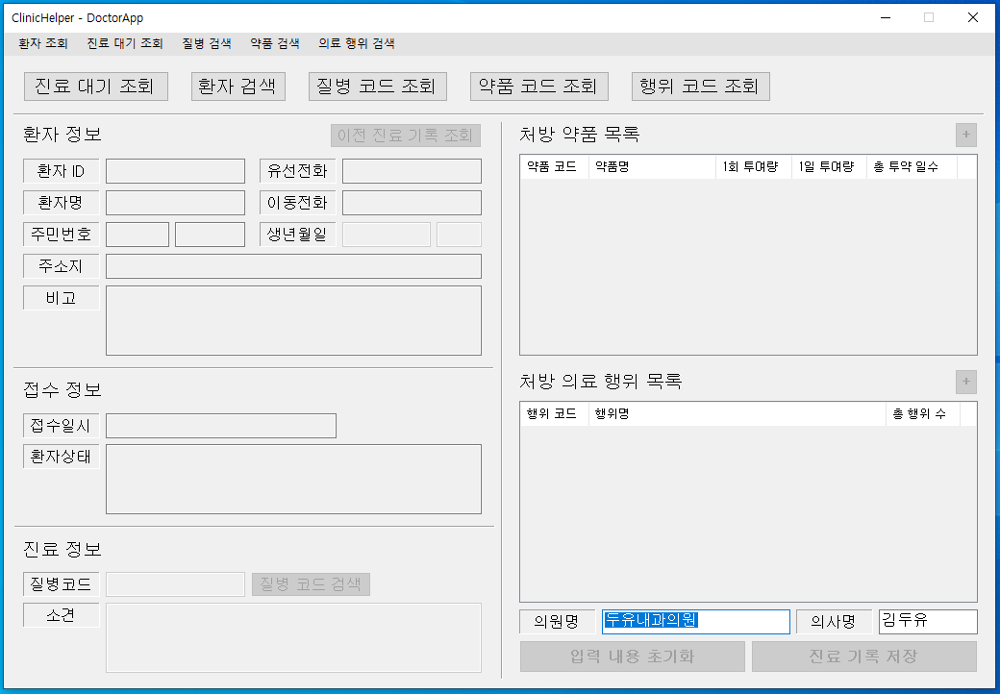 ClinicHelper - DoctorApp
환자 조회 진료 대기 조회 질병 검색 약품 검색 의료 행위 검색
진료 대기 조회 환자 검색 질병 코드 조회 약품 코드 조회 행위 코드 조회
환자 정보 이전 진료 기록 조회
환자 ID 유선전화
환자명 이동전화
주민번호 생년월일
주소지
비고
접수 정보
접수일시
환자상태
진료 정보
질병코드 질병 코드 검색
소견
처방 약품 목록 +
약품 코드 약품명 1회 투여량 1일 투여량 총 투약 일수
처방 의료 행위 목록 +
행위 코드 행위명 총 행위 수
의원명 두유내과의원 의사명 김두유
입력 내용 초기화 진료 기록 저장